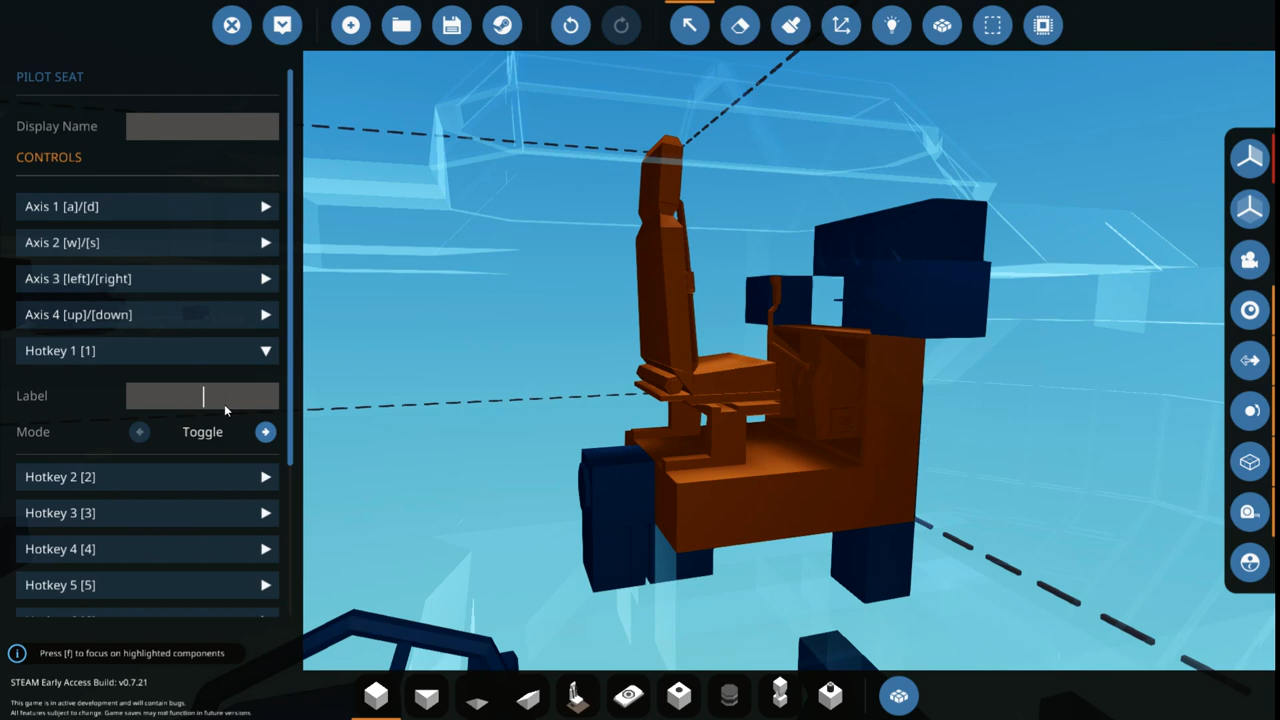 PILOT SEAT
Display Name
CONTROLS
Axis 1 [a]/[d]
Axis 2 [w]/[s]
Axis 3 [left]/[right]
Axis 4 [up]/[down]
Hotkey 1 [1]
Label
Mode
Toggle
Hotkey 2 [2]
Hotkey 3 [3]
Hotkey 4 [4]
Hotkey 5 [5]
Press [f] to focus on highlighted components
STEAM Early Access Build: v0.7.21
This game is in active development and will contain bugs.
All features subject to change. Game saves may not function in future versions